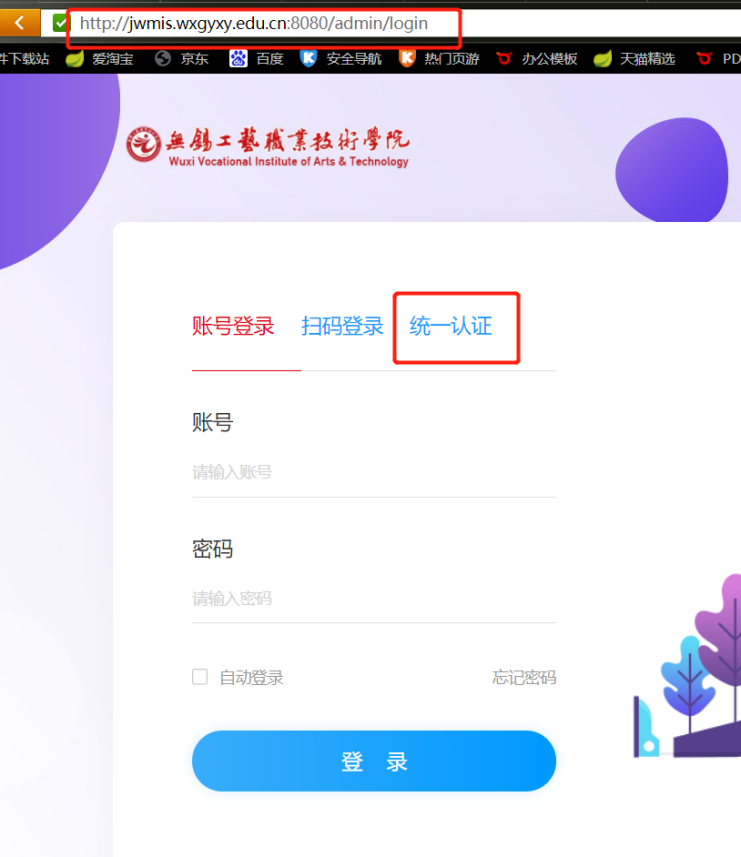 http://jwmis.wxgyxy.edu.cn:8080/admin/login
件下载站 爱淘宝 京东 百度 安全导航 热门页游 办公模板 天猫精选 PD
無錫工藝職業技術學院
Wuxi Vocational Institute of Arts & Technology
账号登录 扫码登录 统一认证
账号
请输入账号
密码
请输入密码
自动登录 忘记密码
登 录